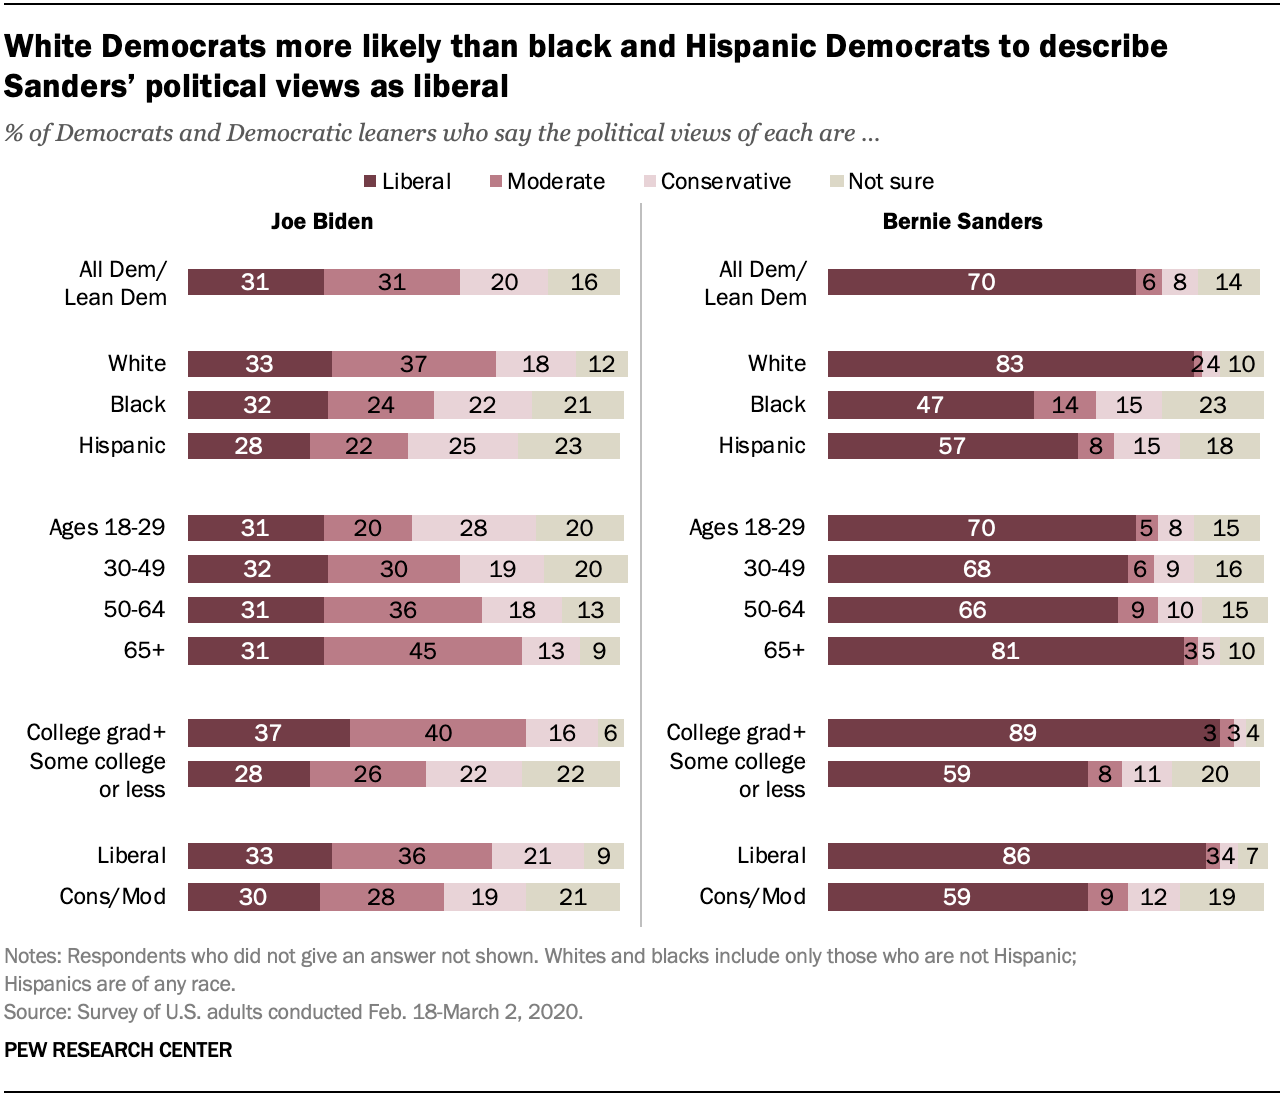 White Democrats more likely than black and Hispanic Democrats to describe
Sanders’ political views as liberal
% of Democrats and Democratic leaners who say the political views of each are ...
Liberal Moderate Conservative Not sure
Joe Biden
All Dem/
Lean Dem 31 31 20 16
White 33 37 18 12
Black 32 24 22 21
Hispanic 28 22 25 23
Ages 18-29 31 20 28 20
30-49 32 30 19 20
50-64 31 36 18 13
65+ 31 45 13 9
College grad+ 37 40 16 6
Some college
or less 28 26 22 22
Liberal 33 36 21 9
Cons/Mod 30 28 19 21
Bernie Sanders
All Dem/
Lean Dem 70 6 8 14
White 83 2 4 10
Black 47 14 15 23
Hispanic 57 8 15 18
Ages 18-29 70 5 8 15
30-49 68 6 9 16
50-64 66 9 10 15
65+ 81 3 5 10
College grad+ 89 3 3 4
Some college
or less 59 8 11 20
Liberal 86 3 4 7
Cons/Mod 59 9 12 19
Notes: Respondents who did not give an answer not shown. Whites and blacks include only those who are not Hispanic;
Hispanics are of any race.
Source: Survey of U.S. adults conducted Feb. 18-March 2, 2020.
PEW RESEARCH CENTER